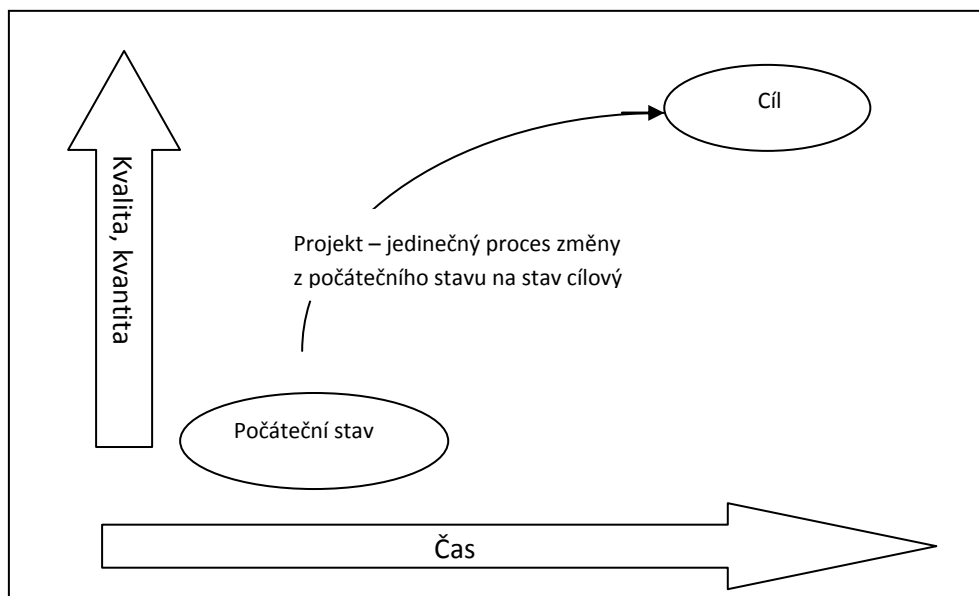 Cíl
Kvalita, kvantita
Projekt – jedinečný proces změny
z počátečního stavu na stav cílový
Počáteční stav
Čas